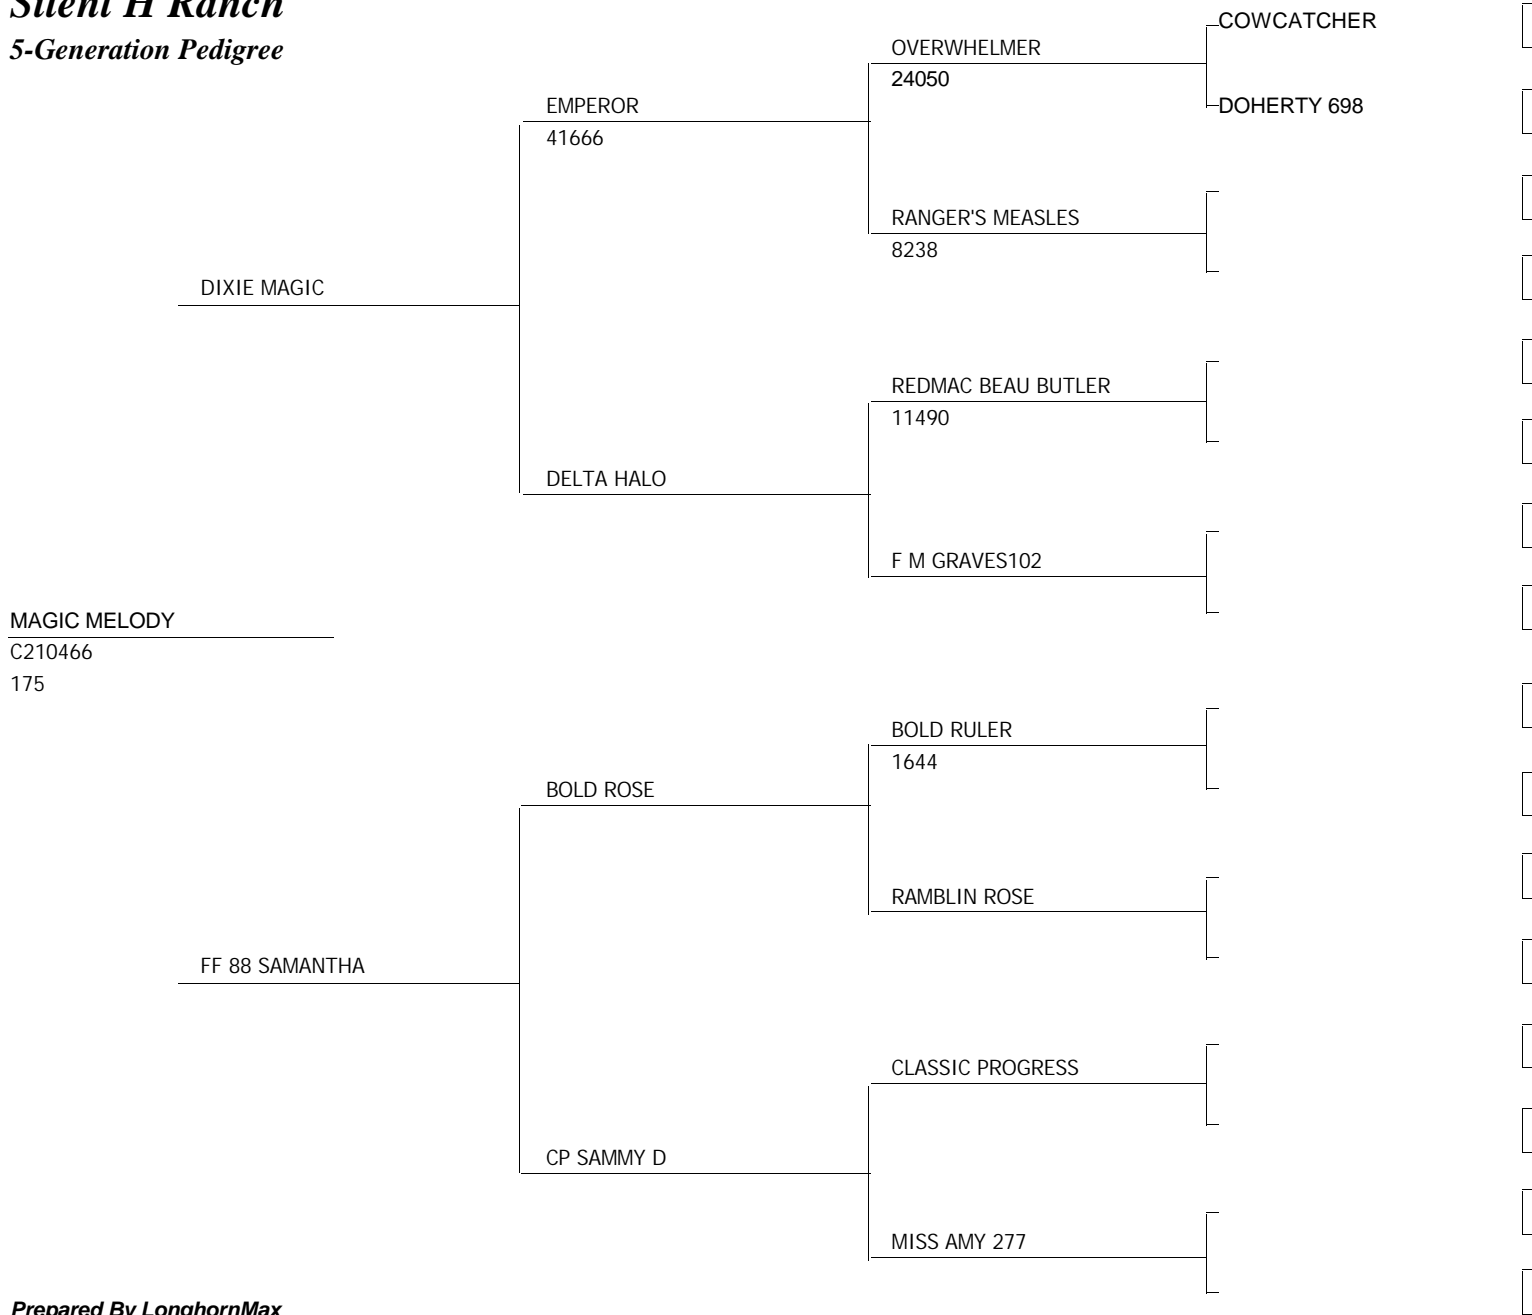 Silent H Ranch
5-Generation Pedigree
COWCATCHER
OVERWHELMER
24050
DOHERTY 698
EMPEROR
41666
RANGER'S MEASLES
8238
DIXIE MAGIC
REDMAC BEAU BUTLER
11490
DELTA HALO
F M GRAVES102
MAGIC MELODY
C210466
175
BOLD RULER
1644
BOLD ROSE
RAMBLIN ROSE
FF 88 SAMANTHA
CLASSIC PROGRESS
CP SAMMY D
MISS AMY 277
Prepared By LonghornMax